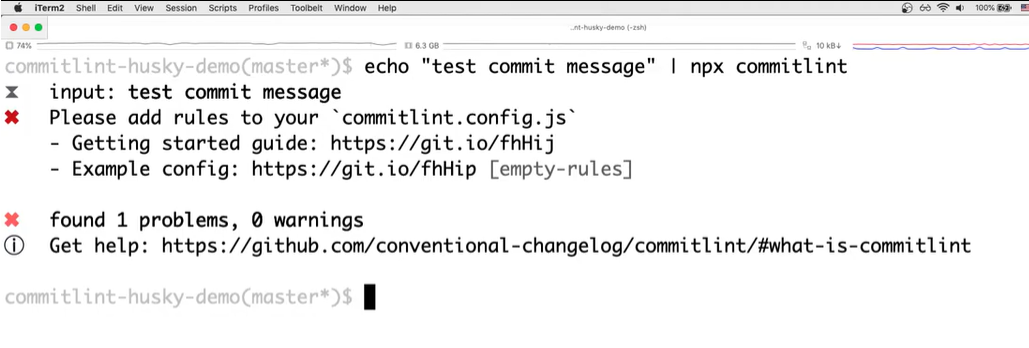 iTerm2 Shell Edit View Session Scripts Profiles Toolbelt Window Help 100%
..nt-husky-demo (-zsh)
74% 6.3 GB 10 kB↓
commitlint-husky-demo(master*)$ echo "test commit message" | npx commitlint
⧗ input: test commit message
✖ Please add rules to your `commitlint.config.js`
- Getting started guide: https://git.io/fhHij
- Example config: https://git.io/fhHip [empty-rules]
✖ found 1 problems, 0 warnings
ⓘ Get help: https://github.com/conventional-changelog/commitlint/#what-is-commitlint
commitlint-husky-demo(master*)$